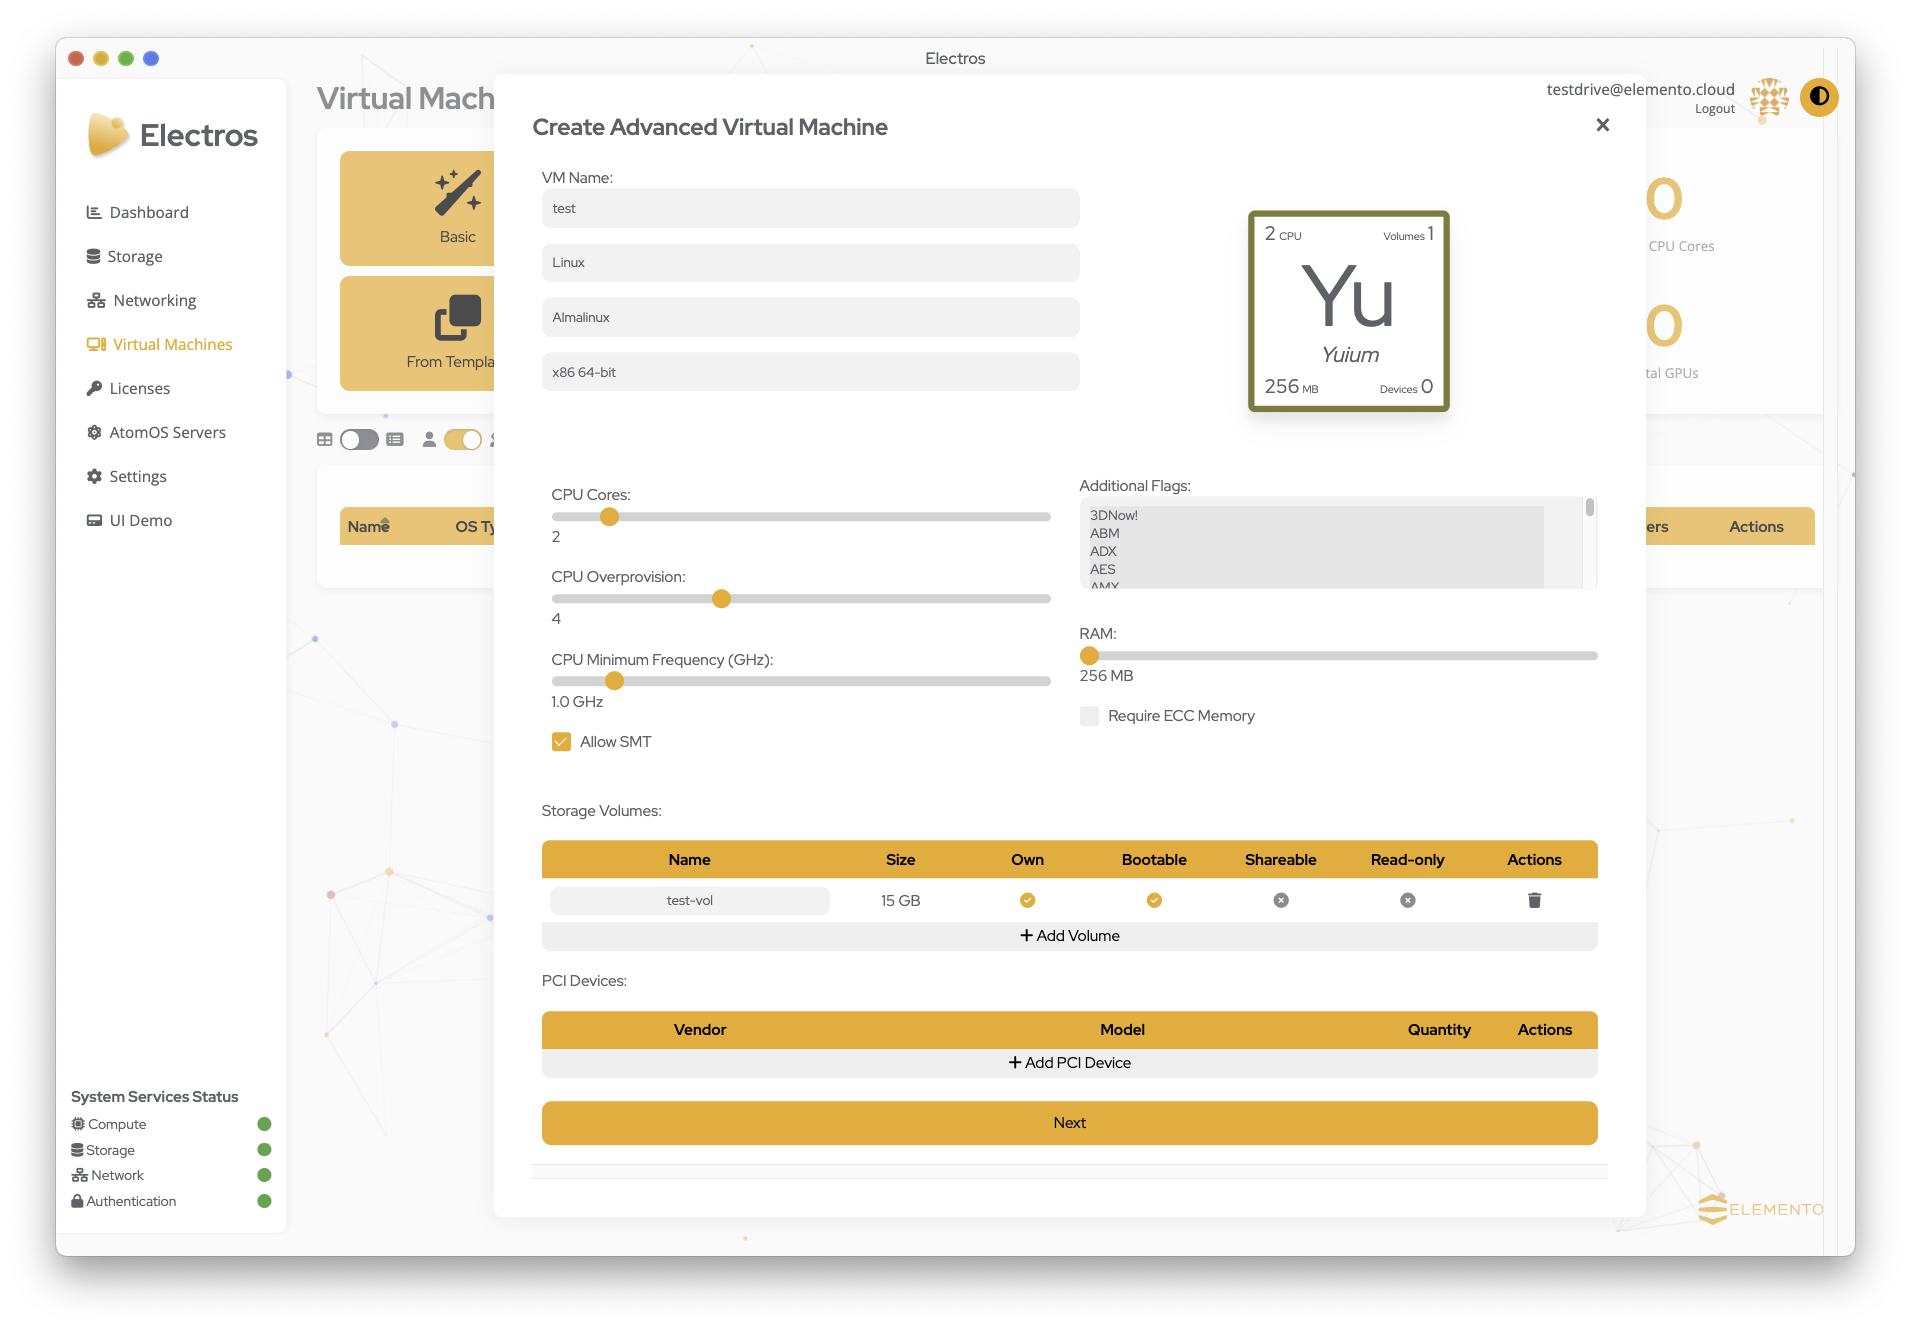 Electros
testdrive@elemento.cloud
Logout
Electros
Dashboard
Storage
Networking
Virtual Machines
Licenses
AtomOS Servers
Settings
UI Demo
System Services Status
Compute
Storage
Network
Authentication
Virtual Mach
Basic
From Templa
Name
OS Ty
Create Advanced Virtual Machine
VM Name:
test
Linux
Almalinux
x86 64-bit
2 CPU
Volumes 1
Yu
Yuium
256 MB
Devices 0
CPU Cores:
2
CPU Overprovision:
4
CPU Minimum Frequency (GHz):
1.0 GHz
Allow SMT
Additional Flags:
3DNow!
ABM
ADX
AES
AMX
RAM:
256 MB
Require ECC Memory
Storage Volumes:
Name Size Own Bootable Shareable Read-only Actions
test-vol 15 GB
+ Add Volume
PCI Devices:
Vendor Model Quantity Actions
+ Add PCI Device
Next
0
CPU Cores
0
tal GPUs
ers
Actions
ELEMENTO